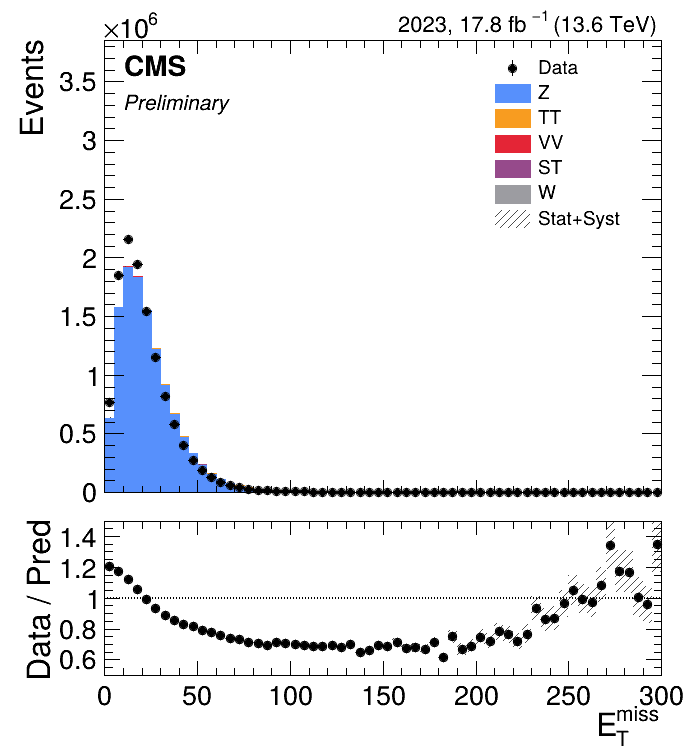 ×10⁶
2023, 17.8 fb ⁻¹ (13.6 TeV)
CMS
Preliminary
Data
Z
TT
VV
ST
W
Stat+Syst
Events
3.5
3
2.5
2
1.5
1
0.5
0
Data / Pred
1.4
1.2
1
0.8
0.6
0 50 100 150 200 250 300
E_T^miss